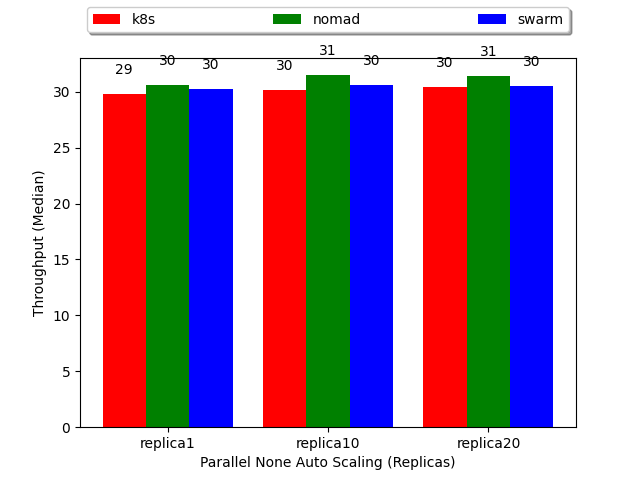 k8s nomad swarm
29 30 30 30 31 30 30 31 30
30
25
20
15
10
5
0
Throughput (Median)
replica1 replica10 replica20
Parallel None Auto Scaling (Replicas)